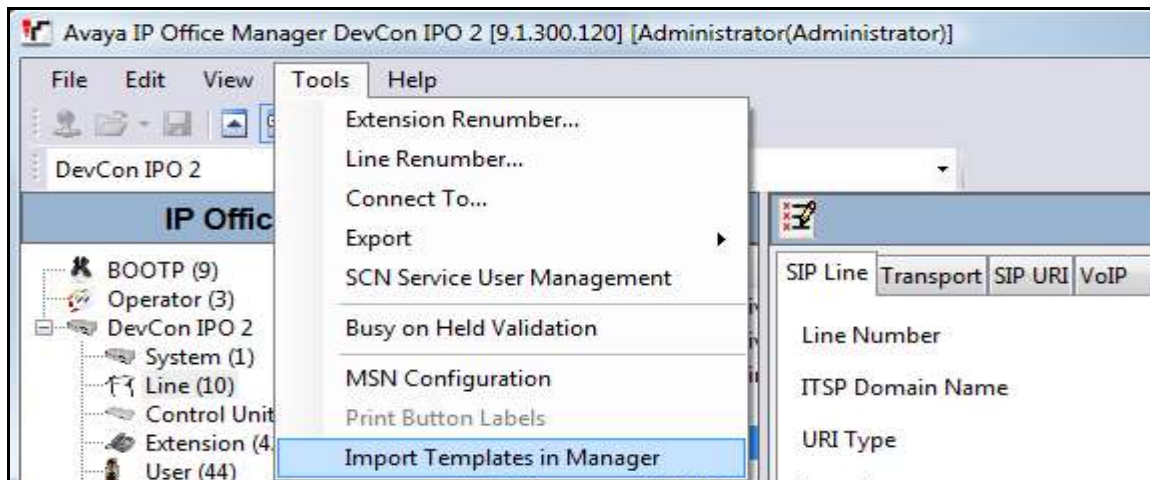 Avaya IP Office Manager DevCon IPO 2 [9.1.300.120] [Administrator(Administrator)]
File Edit View Tools Help
DevCon IPO 2
Extension Renumber...
Line Renumber...
Connect To...
Export
SCN Service User Management
Busy on Held Validation
MSN Configuration
Print Button Labels
Import Templates in Manager
IP Offic
BOOTP (9)
Operator (3)
DevCon IPO 2
System (1)
Line (10)
Control Unit
Extension (4
User (44)
SIP Line Transport SIP URI VoIP
Line Number
ITSP Domain Name
URI Type